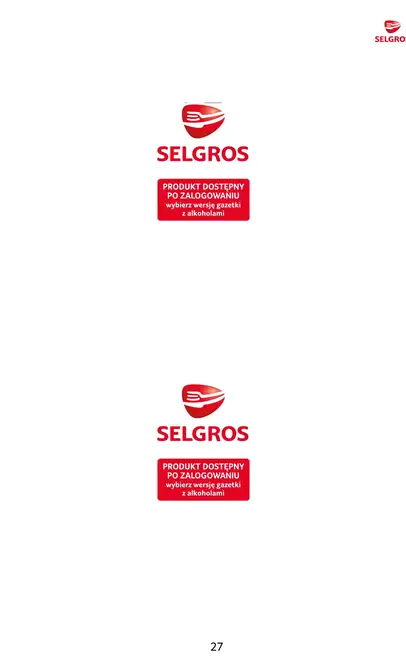 SELGROS
SELGROS
PRODUKT DOSTĘPNY
PO ZALOGOWANIU
wybierz wersję gazetki
z alkoholami
SELGROS
PRODUKT DOSTĘPNY
PO ZALOGOWANIU
wybierz wersję gazetki
z alkoholami
27